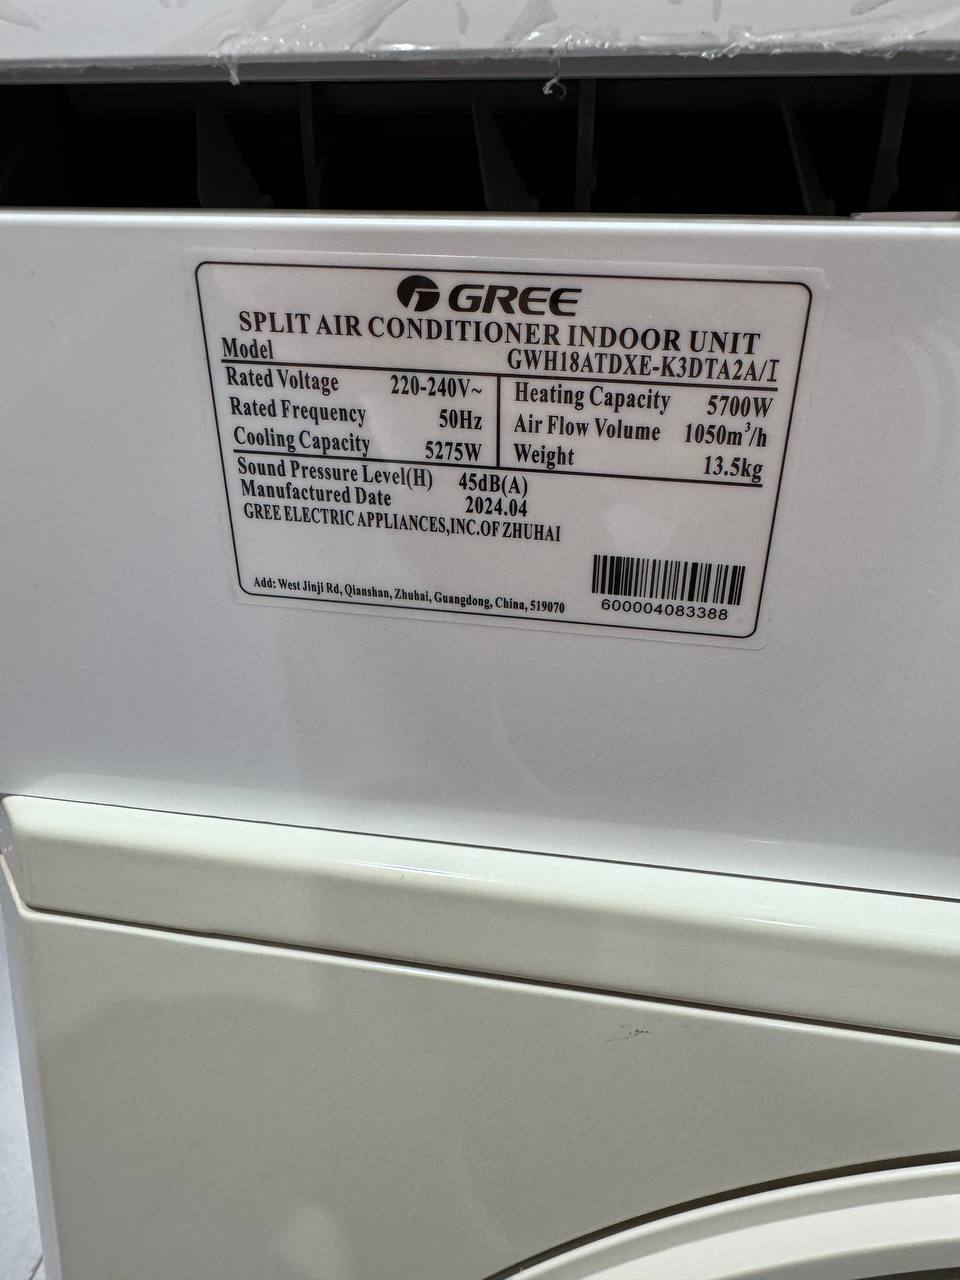 GREE
SPLIT AIR CONDITIONER INDOOR UNIT
Model GWH18ATDXE-K3DTA2A/I
Rated Voltage 220-240V~
Rated Frequency 50Hz
Cooling Capacity 5275W
Heating Capacity 5700W
Air Flow Volume 1050m³/h
Weight 13.5kg
Sound Pressure Level(H) 45dB(A)
Manufactured Date 2024.04
GREE ELECTRIC APPLIANCES,INC.OF ZHUHAI
Add: West Jinji Rd, Qianshan, Zhuhai, Guangdong, China, 519070
600004083388